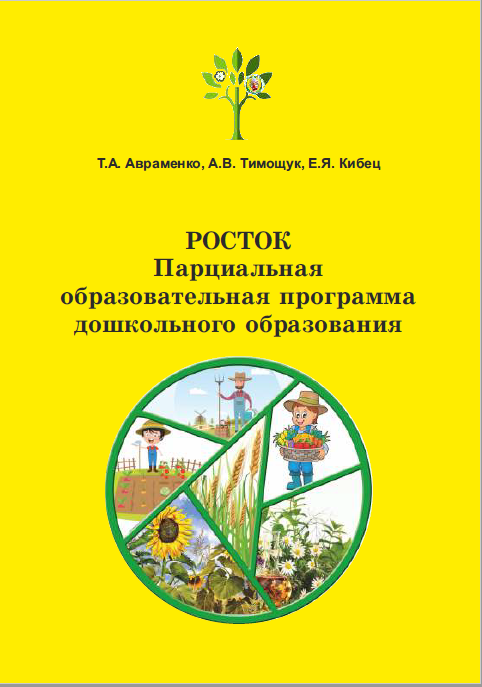 Т.А. Авраменко, А.В. Тимощук, Е.Я. Кибец
РОСТОК
Парциальная
образовательная программа
дошкольного образования